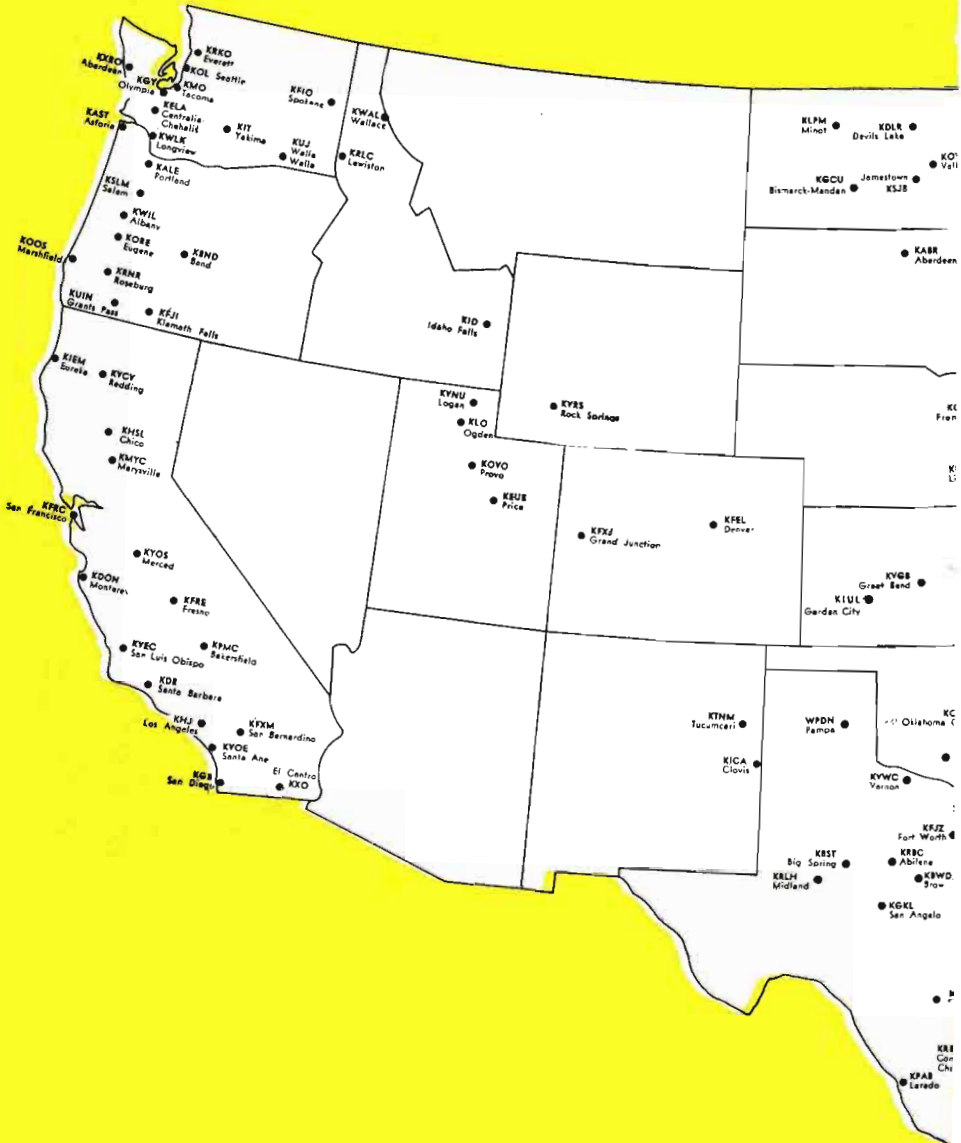 KRKO
Everett
KXRO
Aberdeen
KOL Seattle
KGY
Olympia
KMO
Tacoma
KFIO
Spokane
KWAL
Wallace
KELA
Centralia-
Chehalis
KAST
Astoria
KIT
Yakima
KWLK
Longview
KUJ
Walla
Walla
KRLC
Lewiston
KALE
Portland
KSLM
Salem
KWIL
Albany
KORE
Eugene
KBND
Bend
KOOS
Marshfield
KRNR
Roseburg
KUIN
Grants Pass
KFJI
Klamath Falls
KID
Idaho Falls
KIEM
Eureka
KYCY
Redding
KHSL
Chico
KMYC
Marysville
KFRC
San Francisco
KYOS
Merced
KDON
Monterey
KFRE
Fresno
KVEC
San Luis Obispo
KPMC
Bakersfield
KDB
Santa Barbara
KHJ
Los Angeles
KFXM
San Bernardino
KVOE
Santa Ana
KGB
San Diego
El Centro
KXO
KVNU
Logan
KLO
Ogden
KOVO
Provo
KEUB
Price
KVRS
Rock Springs
KFXJ
Grand Junction
KFEL
Denver
KLPM
Minot
KDLR
Devils Lake
KOV
Vall
KGCU
Bismarck-Mandan
Jamestown
KSJB
KABR
Aberdeen
Frem
KVGB
Great Bend
KIUL
Garden City
KTNM
Tucumcari
WPDN
Pampa
Oklahoma C
KICA
Clovis
KVWC
Vernon
KFJZ
Fort Worth
KBST
Big Spring
KRBC
Abilene
KRLH
Midland
KBWD
Brow
KGKL
San Angelo
KPAB
Laredo